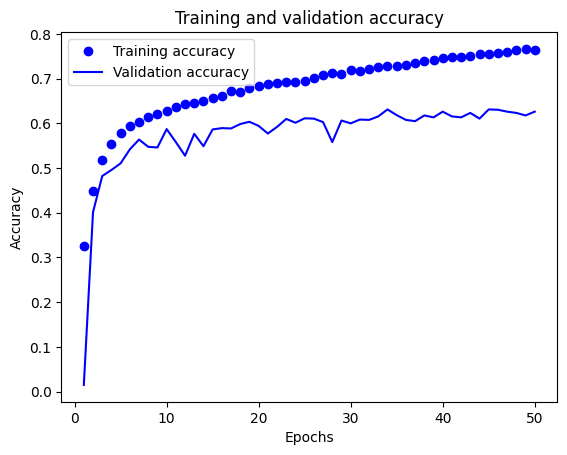 Training and validation accuracy
Training accuracy
Validation accuracy
0.8
0.7
0.6
0.5
0.4
0.3
0.2
0.1
0.0
Accuracy
0 10 20 30 40 50
Epochs